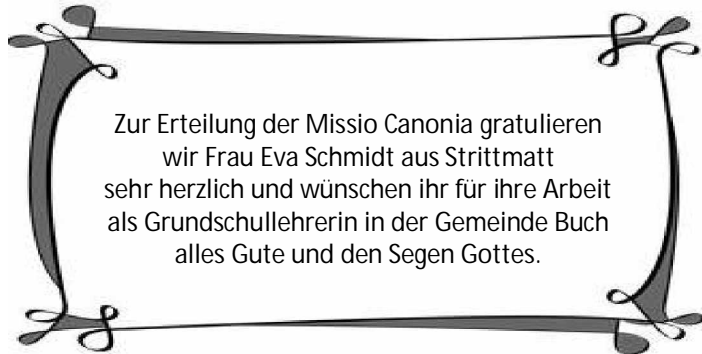 Zur Erteilung der Missio Canonia gratulieren
wir Frau Eva Schmidt aus Strittmatt
sehr herzlich und wünschen ihr für ihre Arbeit
als Grundschullehrerin in der Gemeinde Buch
alles Gute und den Segen Gottes.